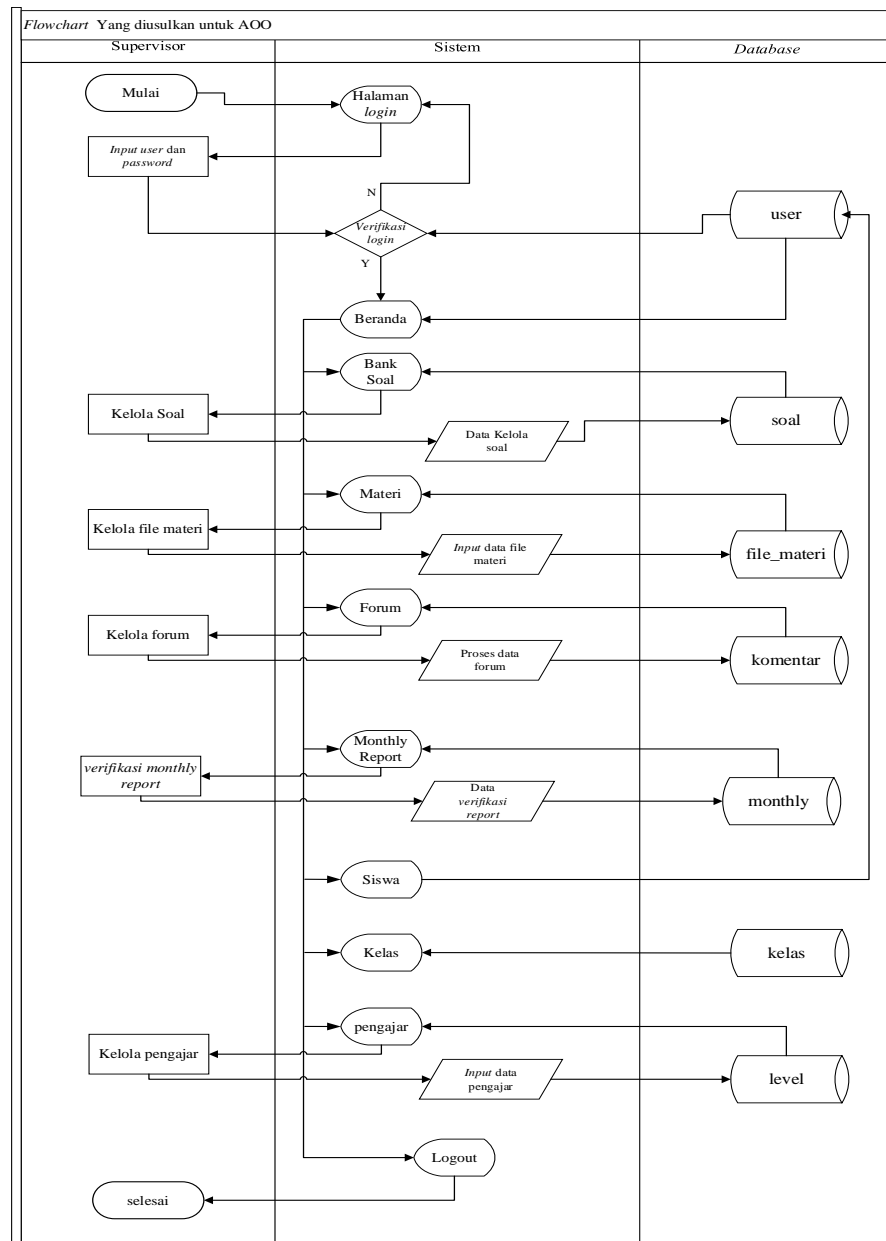 Flowchart Yang diusulkan untuk AOO
Supervisor
Sistem
Database
Mulai
Halaman
login
Input user dan
password
N
Verifikasi
login
user
Y
Beranda
Bank
Soal
Kelola Soal
Data Kelola
soal
soal
Materi
Kelola file materi
Input data file
materi
file_materi
Forum
Kelola forum
Proses data
forum
komentar
Monthly
Report
verifikasi monthly
report
Data
verifikasi
report
monthly
Siswa
Kelas
kelas
pengajar
Kelola pengajar
Input data
pengajar
level
Logout
selesai